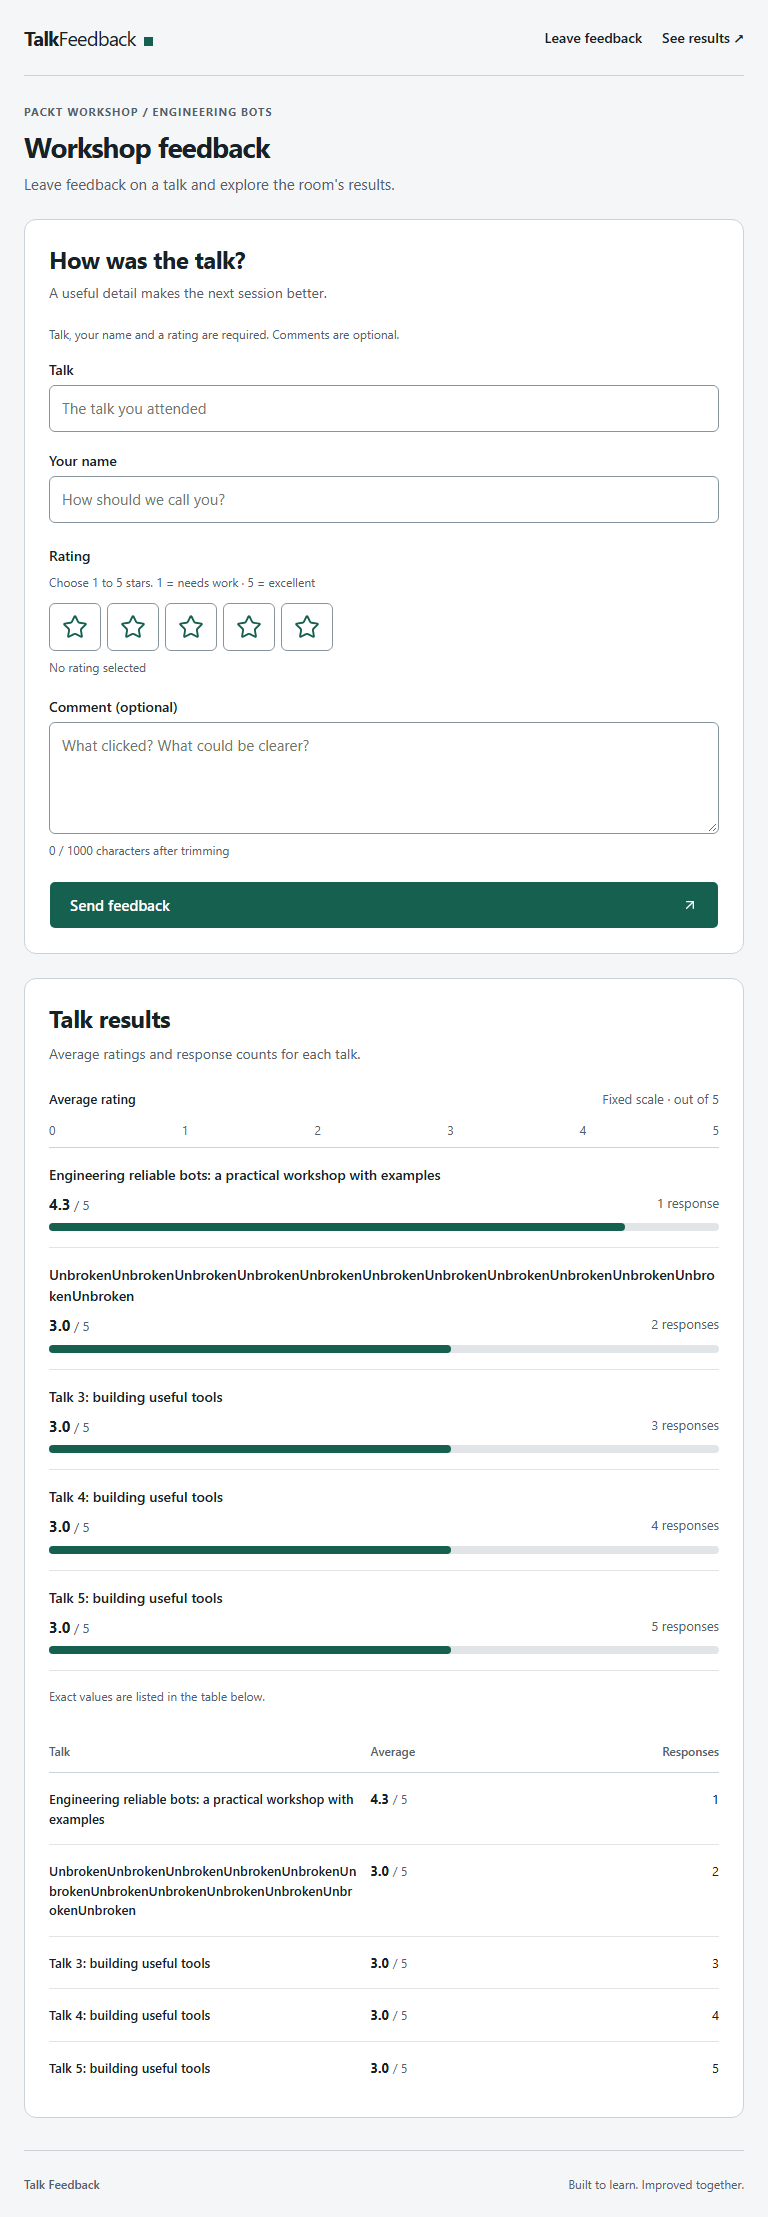 TalkFeedback
Leave feedback See results ↗
PACKT WORKSHOP / ENGINEERING BOTS
Workshop feedback
Leave feedback on a talk and explore the room's results.
How was the talk?
A useful detail makes the next session better.
Talk, your name and a rating are required. Comments are optional.
Talk
The talk you attended
Your name
How should we call you?
Rating
Choose 1 to 5 stars. 1 = needs work · 5 = excellent
No rating selected
Comment (optional)
What clicked? What could be clearer?
0 / 1000 characters after trimming
Send feedback ↗
Talk results
Average ratings and response counts for each talk.
Average rating Fixed scale · out of 5
0 1 2 3 4 5
Engineering reliable bots: a practical workshop with examples
4.3 / 5 1 response
UnbrokenUnbrokenUnbrokenUnbrokenUnbrokenUnbrokenUnbrokenUnbrokenUnbrokenUnbrokenUnbro
kenUnbroken
3.0 / 5 2 responses
Talk 3: building useful tools
3.0 / 5 3 responses
Talk 4: building useful tools
3.0 / 5 4 responses
Talk 5: building useful tools
3.0 / 5 5 responses
Exact values are listed in the table below.
Talk Average Responses
Engineering reliable bots: a practical workshop with 4.3 / 5 1
examples
UnbrokenUnbrokenUnbrokenUnbrokenUnbrokenUn 3.0 / 5 2
brokenUnbrokenUnbrokenUnbrokenUnbrokenUnbr
okenUnbroken
Talk 3: building useful tools 3.0 / 5 3
Talk 4: building useful tools 3.0 / 5 4
Talk 5: building useful tools 3.0 / 5 5
Talk Feedback Built to learn. Improved together.